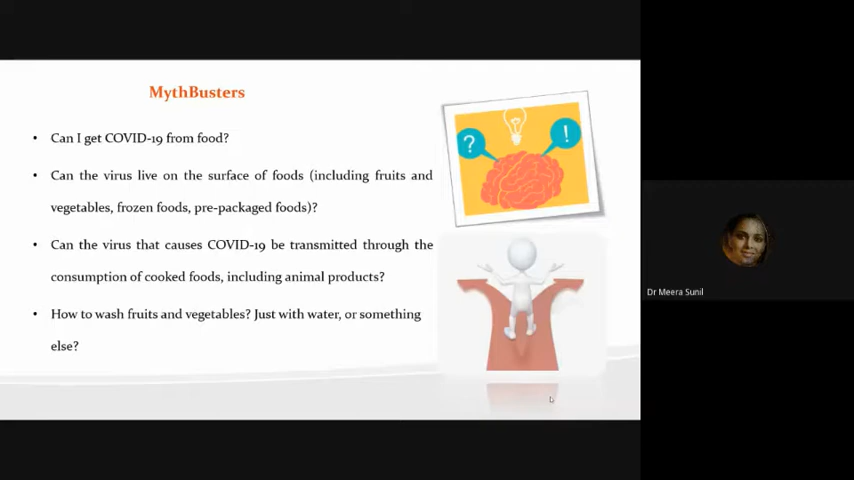 MythBusters
• Can I get COVID-19 from food?
• Can the virus live on the surface of foods (including fruits and
vegetables, frozen foods, pre-packaged foods)?
• Can the virus that causes COVID-19 be transmitted through the
consumption of cooked foods, including animal products?
• How to wash fruits and vegetables? Just with water, or something
else?
?
!
Dr Meera Sunil